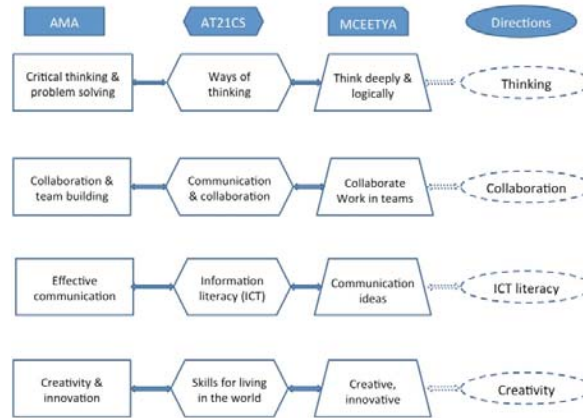 AMA
AT21CS
MCEETYA
Directions
Critical thinking &
problem solving
Ways of
thinking
Think deeply &
logically
Thinking
Collaboration &
team building
Communication
& collaboration
Collaborate
Work in teams
Collaboration
Effective
communication
Information
literacy (ICT)
Communication
ideas
ICT literacy
Creativity &
innovation
Skills for living
in the world
Creative,
innovative
Creativity